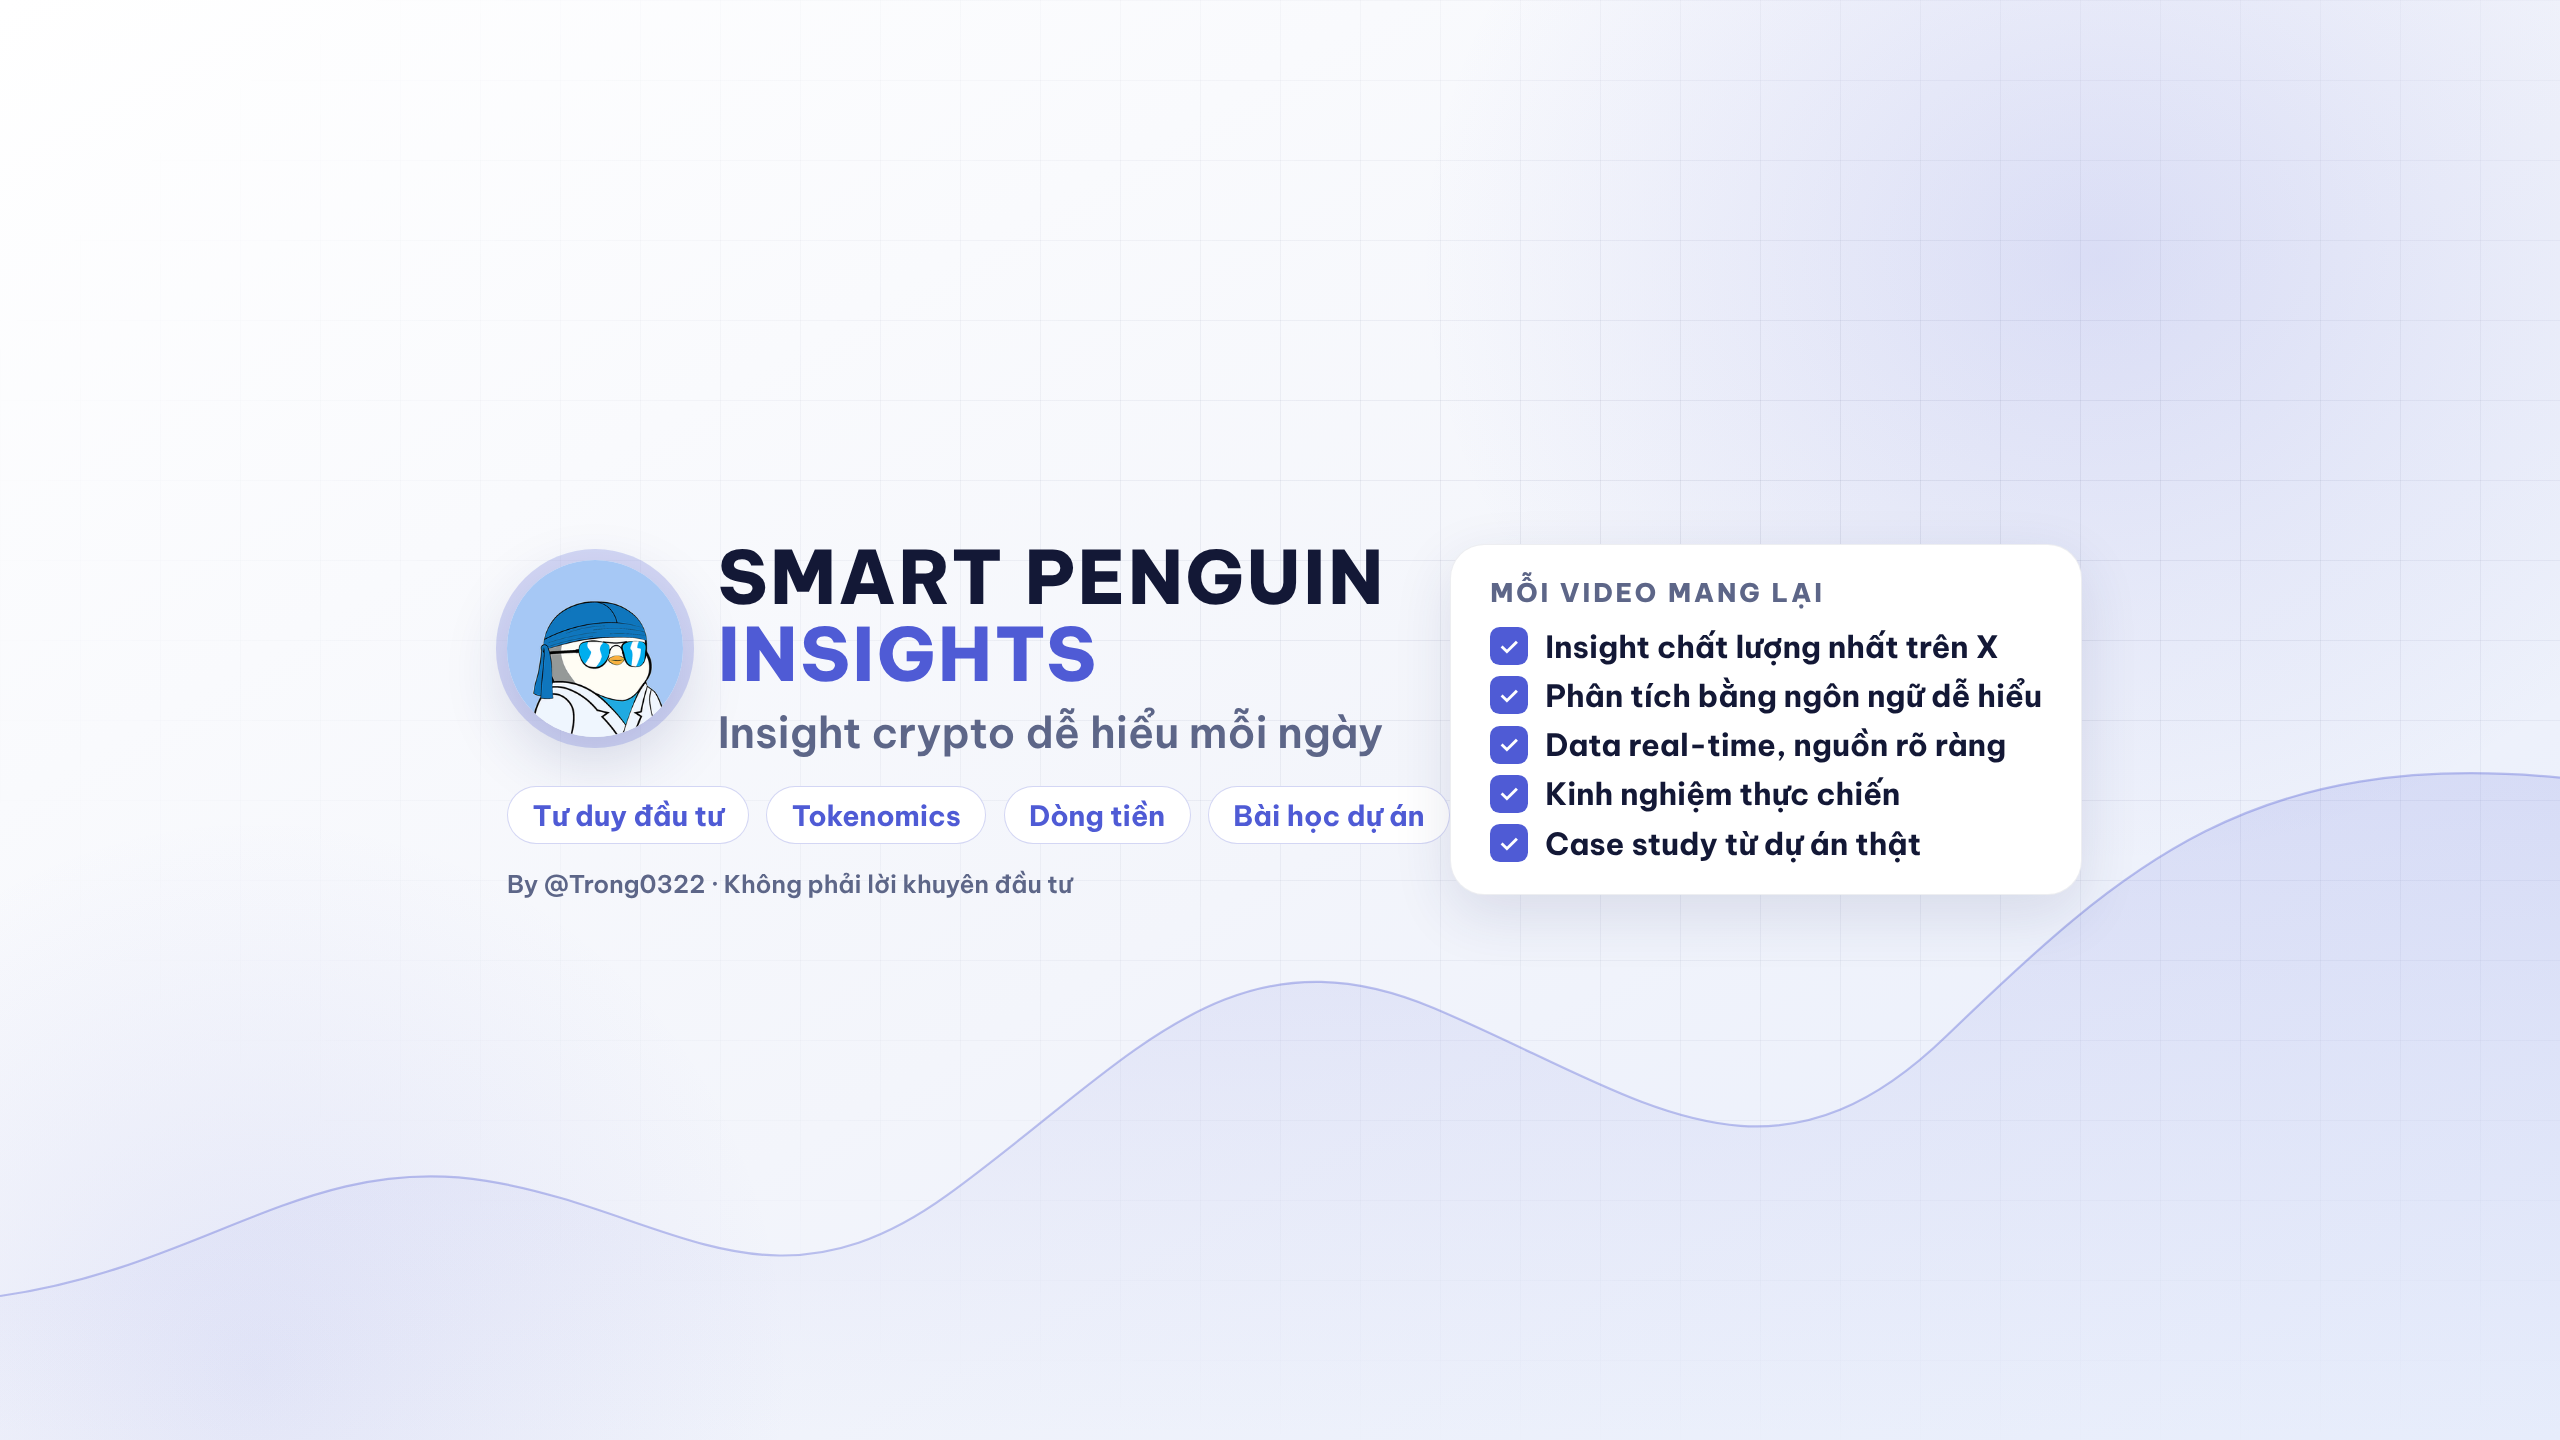 SMART PENGUIN
INSIGHTS
Insight crypto dễ hiểu mỗi ngày
Tư duy đầu tư
Tokenomics
Dòng tiền
Bài học dự án
By @Trong0322 · Không phải lời khuyên đầu tư
MỖI VIDEO MANG LẠI
Insight chất lượng nhất trên X
Phân tích bằng ngôn ngữ dễ hiểu
Data real-time, nguồn rõ ràng
Kinh nghiệm thực chiến
Case study từ dự án thật